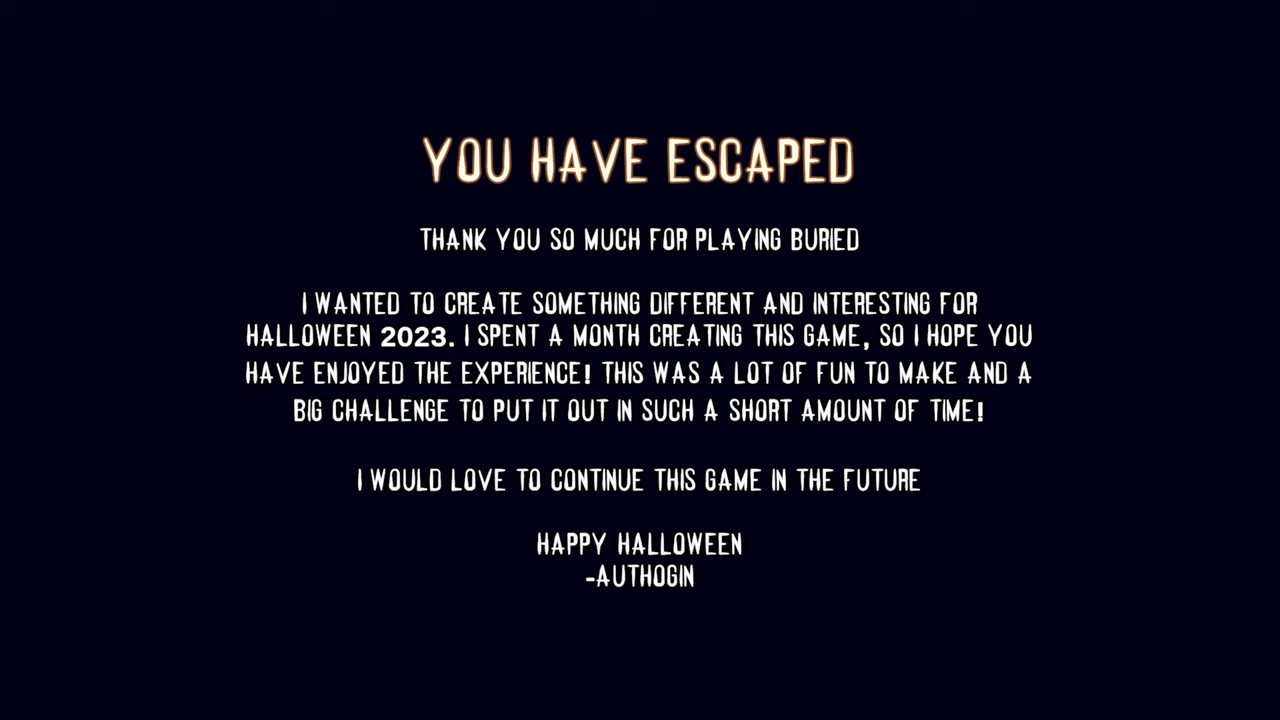 YOU HAVE ESCAPED
THANK YOU SO MUCH FOR PLAYING BURIED
I WANTED TO CREATE SOMETHING DIFFERENT AND INTERESTING FOR
HALLOWEEN 2023. I SPENT A MONTH CREATING THIS GAME, SO I HOPE YOU
HAVE ENJOYED THE EXPERIENCE! THIS WAS A LOT OF FUN TO MAKE AND A
BIG CHALLENGE TO PUT IT OUT IN SUCH A SHORT AMOUNT OF TIME!
I WOULD LOVE TO CONTINUE THIS GAME IN THE FUTURE
HAPPY HALLOWEEN
-AUTHOGIN